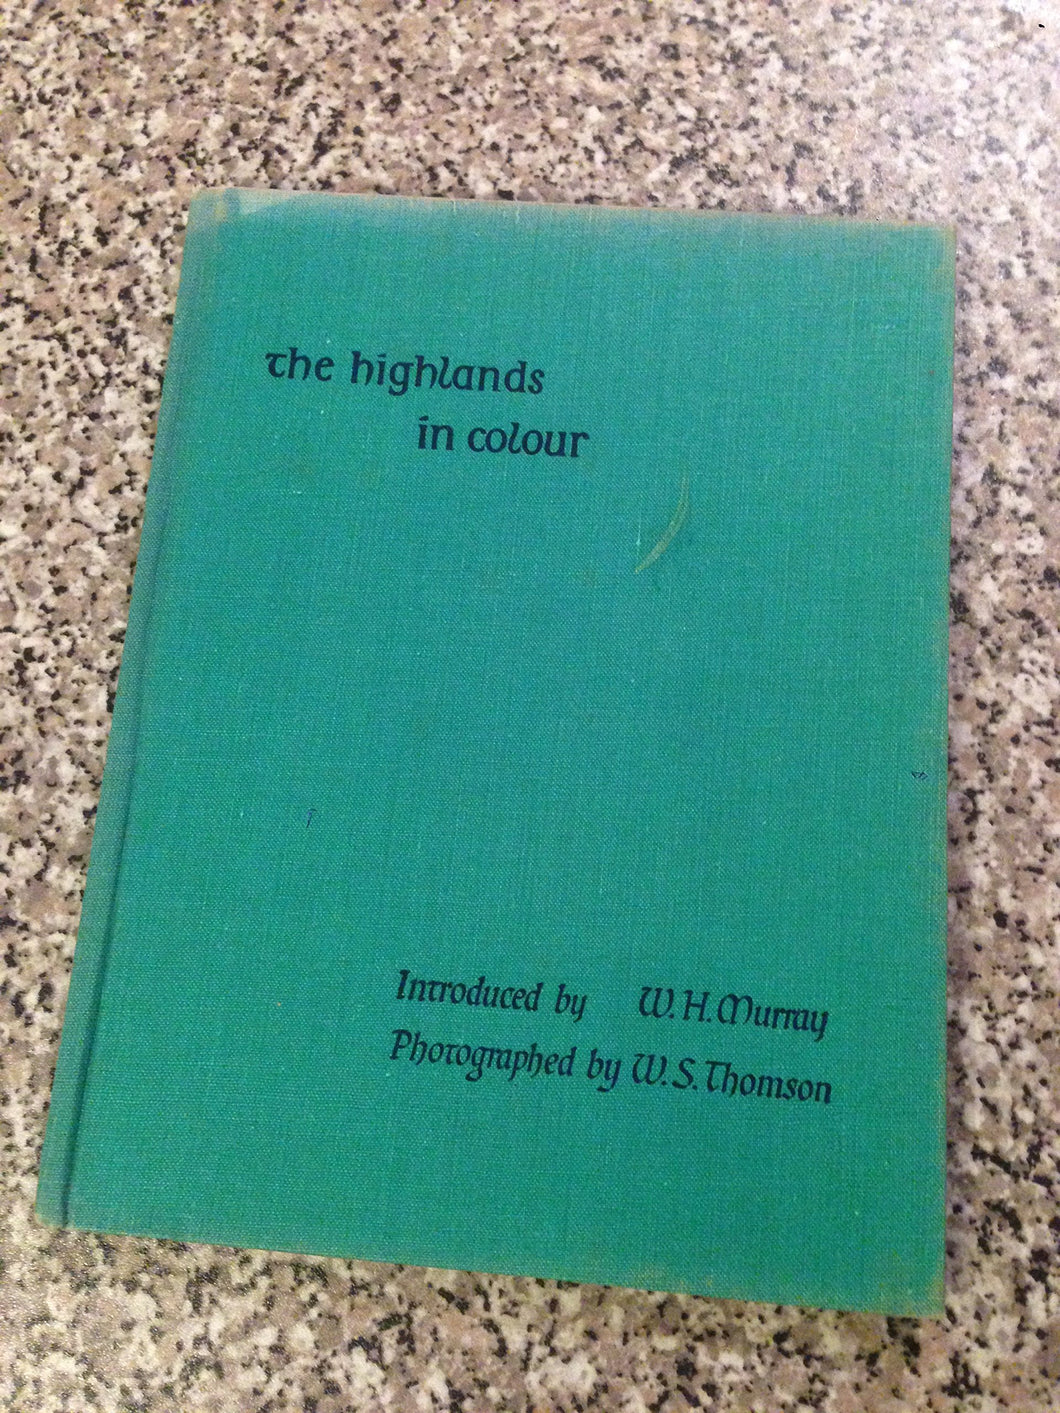 the highlands
in colour
Introduced by W.H.Murray
Photographed by W.S.Thomson